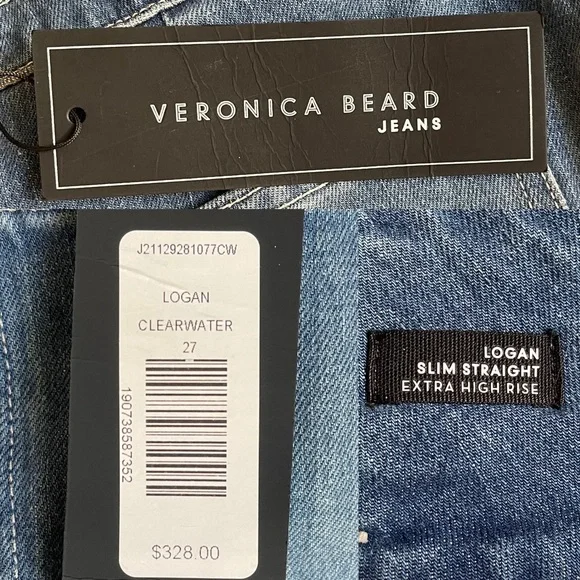 VERONICA BEARD
JEANS
J21129281077CW
LOGAN
CLEARWATER
27
190738587352
$328.00
LOGAN
SLIM STRAIGHT
EXTRA HIGH RISE